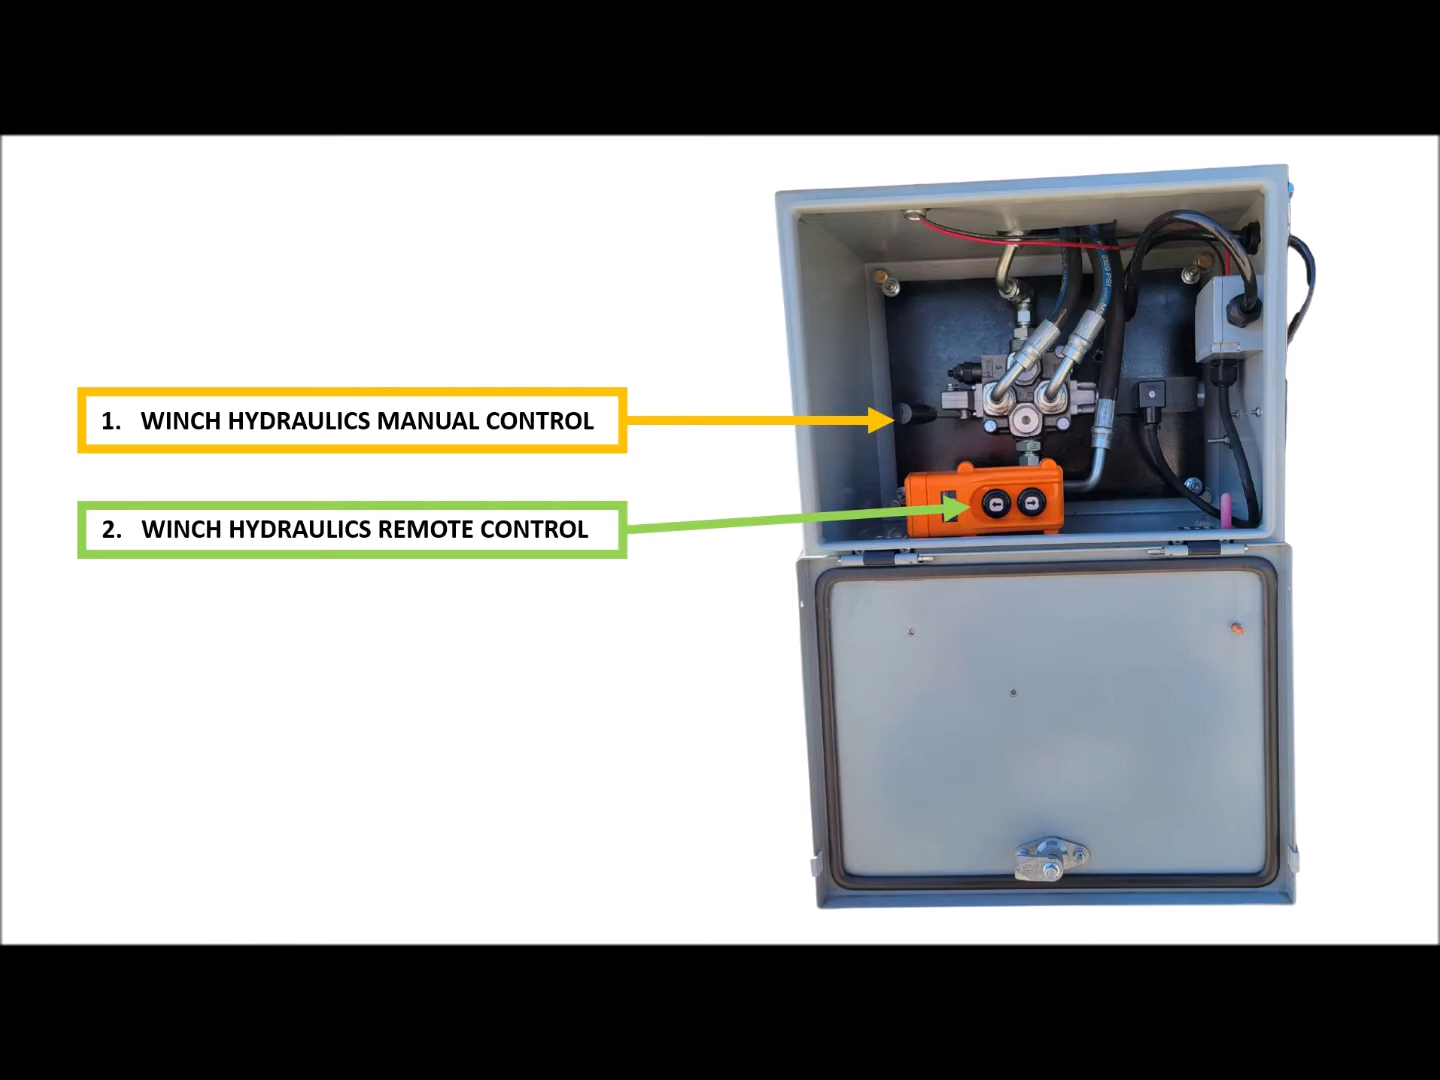 1. WINCH HYDRAULICS MANUAL CONTROL
2. WINCH HYDRAULICS REMOTE CONTROL